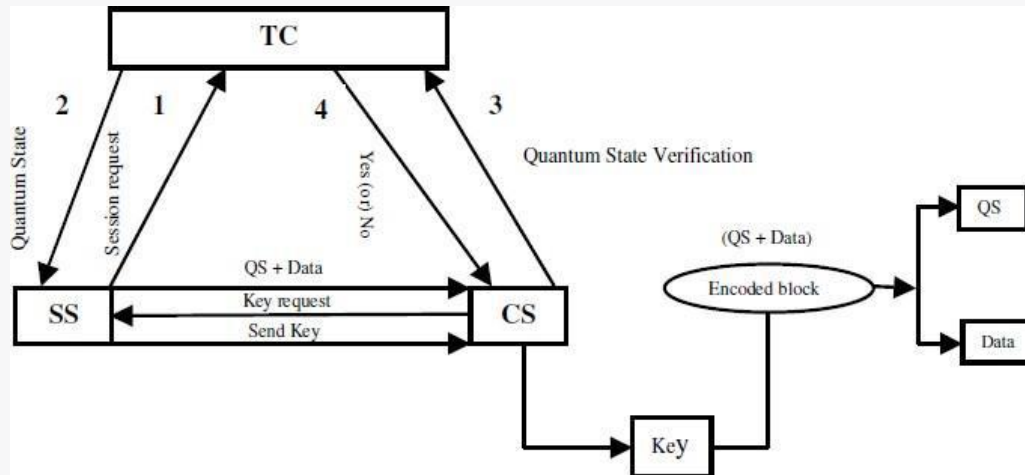 TC
2
1
4
3
Quantum State
Session request
Yes (or) No
Quantum State Verification
QS
(QS + Data)
QS + Data
Encoded block
Key request
SS
CS
Send Key
Data
Key